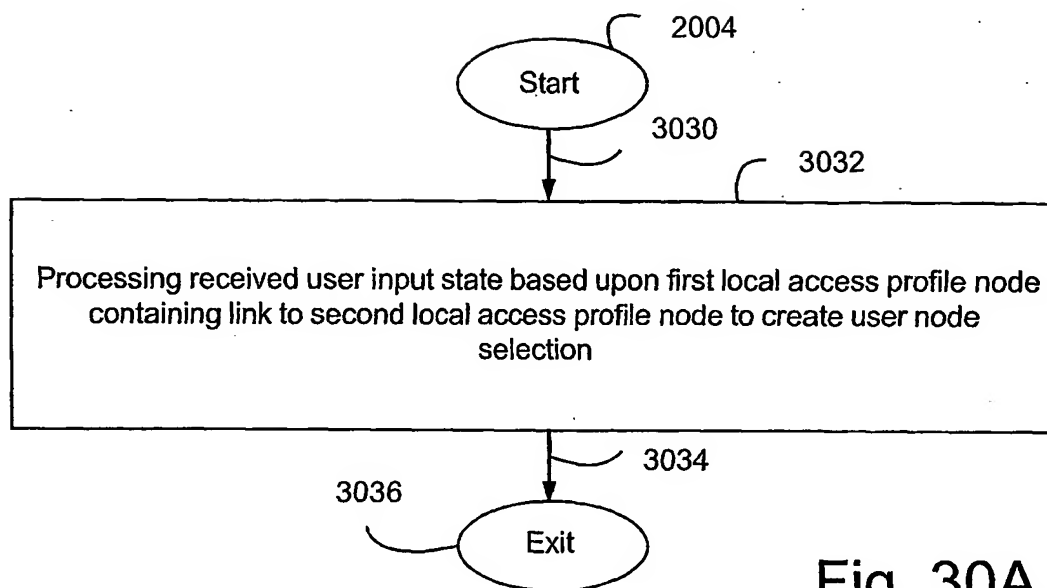 2004
Start
3030
3032
Processing received user input state based upon first local access profile node
containing link to second local access profile node to create user node
selection
3034
3036
Exit
Fig. 30A